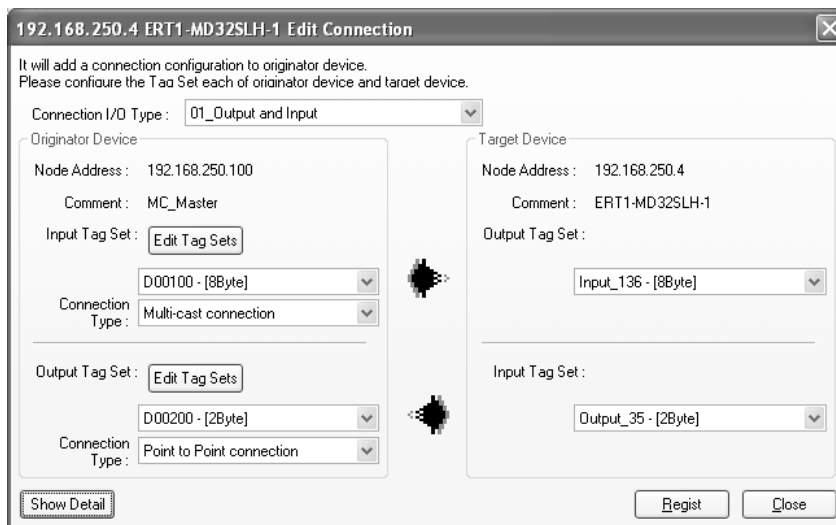 192.168.250.4 ERT1-MD32SLH-1 Edit Connection
It will add a connection configuration to originator device.
Please configure the Tag Set each of originator device and target device.
Connection I/O Type : 01_Output and Input
Originator Device
Node Address : 192.168.250.100
Comment : MC_Master
Input Tag Set : Edit Tag Sets
D00100 - [8Byte]
Connection Type : Multi-cast connection
Output Tag Set : Edit Tag Sets
D00200 - [2Byte]
Connection Type : Point to Point connection
Target Device
Node Address : 192.168.250.4
Comment : ERT1-MD32SLH-1
Output Tag Set :
Input_136 - [8Byte]
Input Tag Set :
Output_35 - [2Byte]
Show Detail
Regist
Close